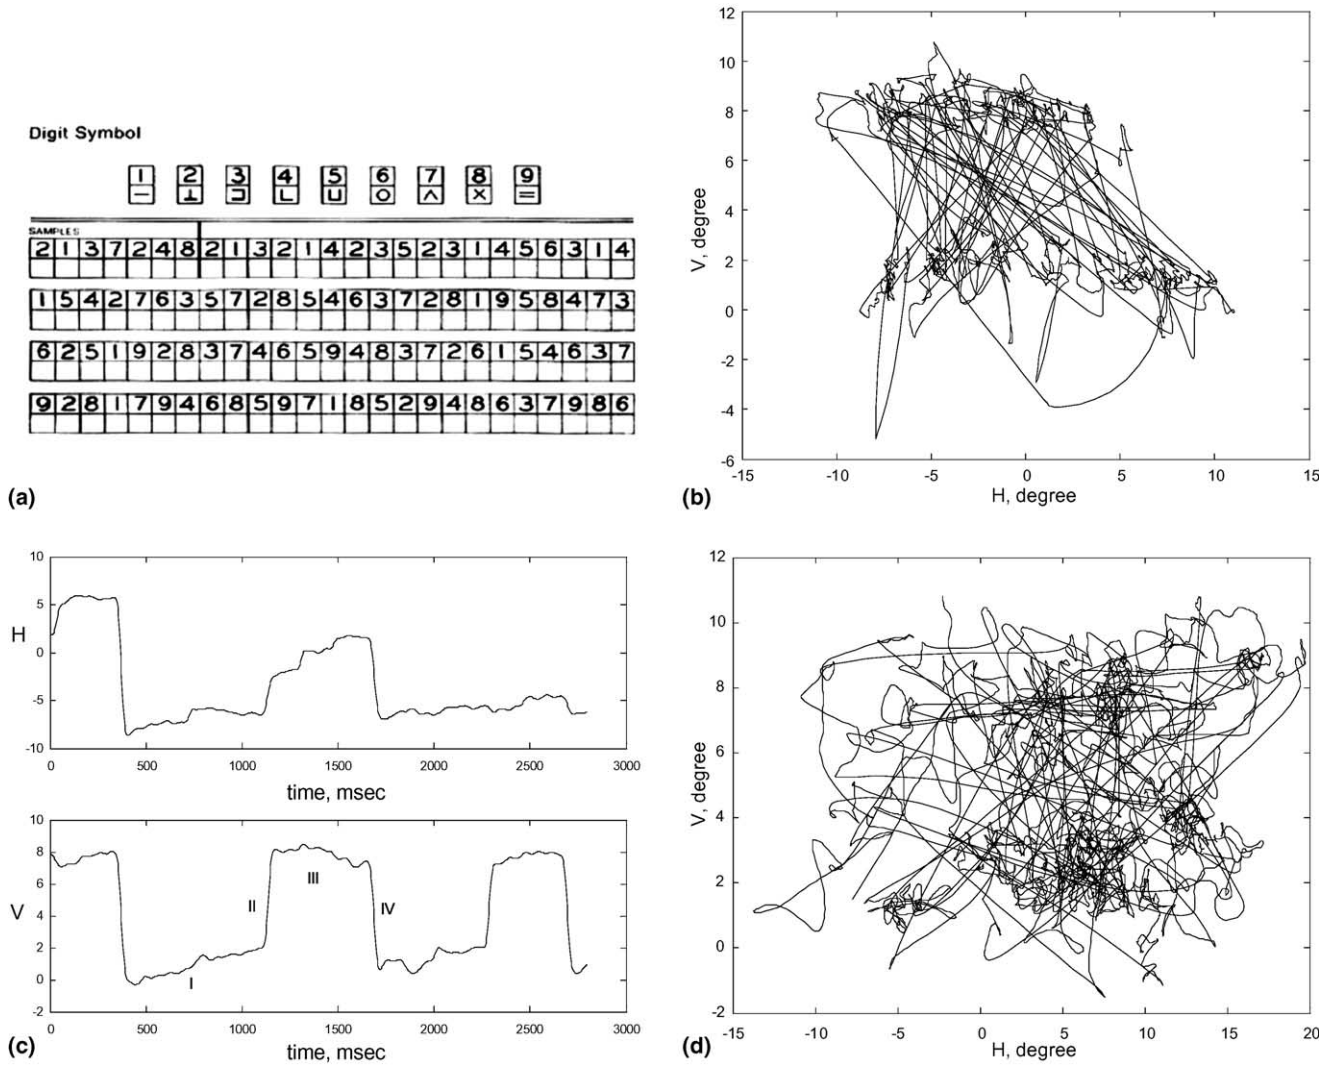 Digit Symbol
1 2 3 4 5 6 7 8 9
SAMPLES
2 1 3 7 2 4 8 2 1 3 2 1 4 2 3 5 2 3 1 4 5 6 3 1 4
1 5 4 2 7 6 3 5 7 2 8 5 4 6 3 7 2 8 1 9 5 8 4 7 3
6 2 5 1 9 2 8 3 7 4 6 5 9 4 8 3 7 2 6 1 5 4 6 3 7
9 2 8 1 7 9 4 6 8 5 9 7 1 8 5 2 9 4 8 6 3 7 9 8 6
(a)
12
10
8
6
4
2
0
-2
-4
-6
V, degree
-15 -10 -5 0 5 10 15
H, degree
(b)
10
5
0
-5
-10
H
0 500 1000 1500 2000 2500 3000
time, msec
10
8
6
4
2
0
-2
V
I
II
III
IV
0 500 1000 1500 2000 2500 3000
time, msec
(c)
12
10
8
6
4
2
0
-2
V, degree
-15 -10 -5 0 5 10 15 20
H, degree
(d)